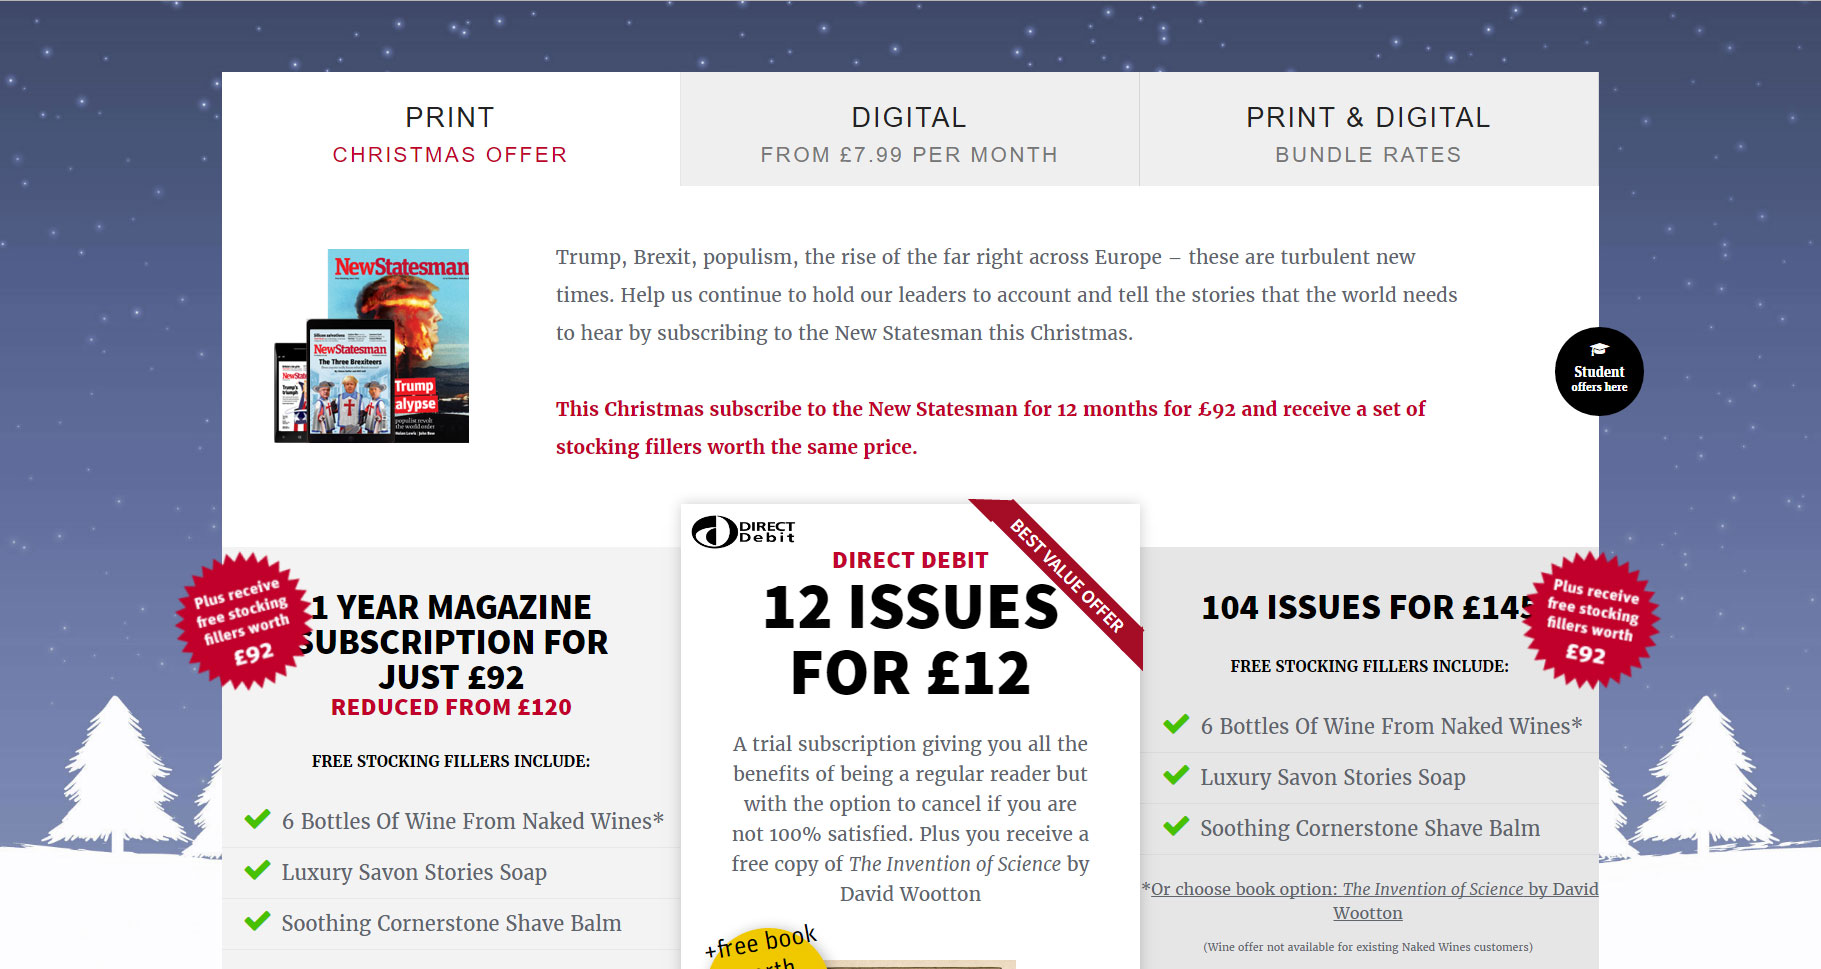 PRINT
CHRISTMAS OFFER
DIGITAL
FROM £7.99 PER MONTH
PRINT & DIGITAL
BUNDLE RATES
NewStatesman
NewStatesman
The Three Brexiteers
Trump
alypse
populist revolt
the world order
Trump's
triumph
Trump, Brexit, populism, the rise of the far right across Europe – these are turbulent new
times. Help us continue to hold our leaders to account and tell the stories that the world needs
to hear by subscribing to the New Statesman this Christmas.
This Christmas subscribe to the New Statesman for 12 months for £92 and receive a set of
stocking fillers worth the same price.
Student
offers here
Plus receive
free stocking
fillers worth
£92
1 YEAR MAGAZINE
SUBSCRIPTION FOR
JUST £92
REDUCED FROM £120
FREE STOCKING FILLERS INCLUDE:
6 Bottles Of Wine From Naked Wines*
Luxury Savon Stories Soap
Soothing Cornerstone Shave Balm
DIRECT
Debit
BEST VALUE OFFER
DIRECT DEBIT
12 ISSUES
FOR £12
A trial subscription giving you all the
benefits of being a regular reader but
with the option to cancel if you are
not 100% satisfied. Plus you receive a
free copy of The Invention of Science by
David Wootton
+free book
104 ISSUES FOR £145
Plus receive
free stocking
fillers worth
£92
FREE STOCKING FILLERS INCLUDE:
6 Bottles Of Wine From Naked Wines*
Luxury Savon Stories Soap
Soothing Cornerstone Shave Balm
*Or choose book option: The Invention of Science by David
Wootton
(Wine offer not available for existing Naked Wines customers)